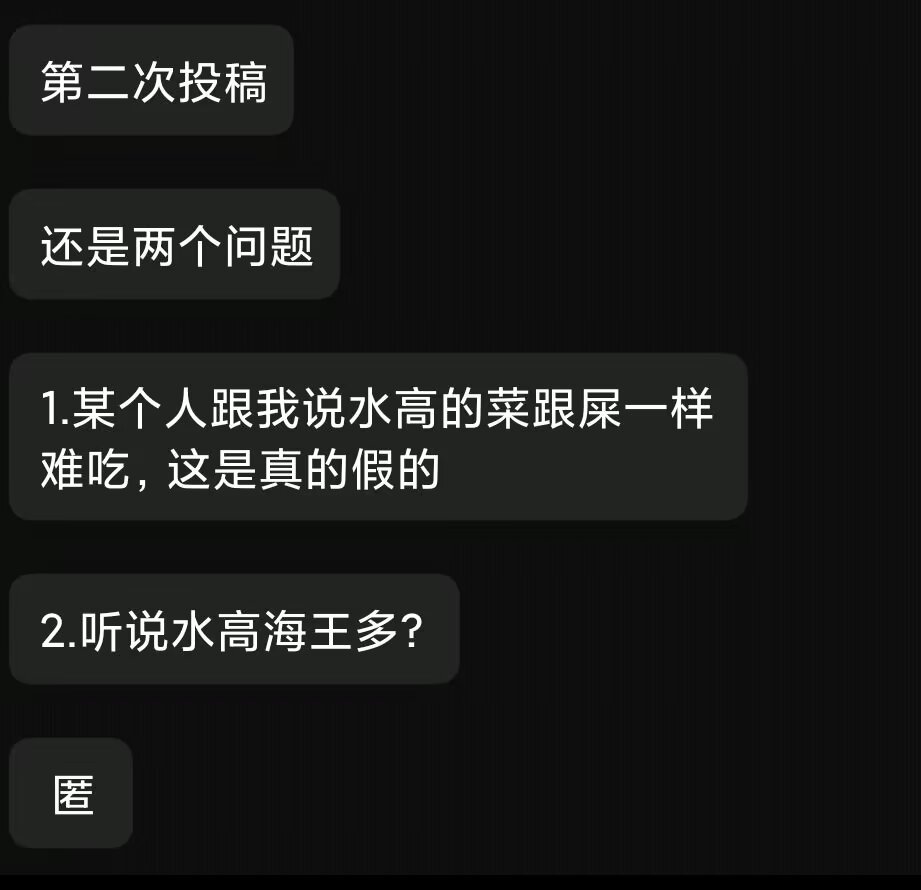 第二次投稿
还是两个问题
1.某个人跟我说水高的菜跟屎一样
难吃，这是真的假的
2.听说水高海王多？
匿